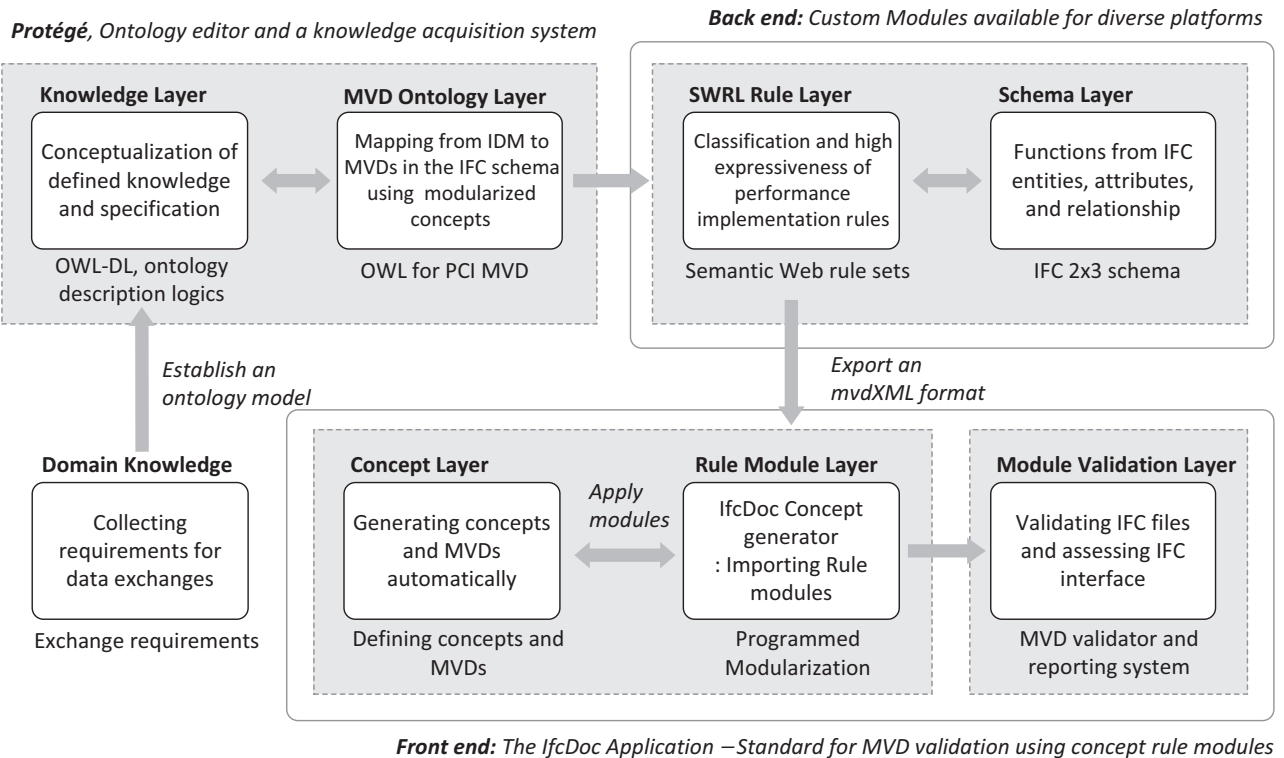 Protégé, Ontology editor and a knowledge acquisition system
Back end: Custom Modules available for diverse platforms
Knowledge Layer
Conceptualization of
defined knowledge
and specification
OWL-DL, ontology
description logics
MVD Ontology Layer
Mapping from IDM to
MVDs in the IFC schema
using modularized
concepts
OWL for PCI MVD
SWRL Rule Layer
Classification and high
expressiveness of
performance
implementation rules
Semantic Web rule sets
Schema Layer
Functions from IFC
entities, attributes,
and relationship
IFC 2x3 schema
Establish an
ontology model
Export an
mvdXML format
Domain Knowledge
Collecting
requirements for
data exchanges
Exchange requirements
Concept Layer
Generating concepts
and MVDs
automatically
Defining concepts and
MVDs
Apply
modules
Rule Module Layer
IfcDoc Concept
generator
: Importing Rule
modules
Programmed
Modularization
Module Validation Layer
Validating IFC files
and assessing IFC
interface
MVD validator and
reporting system
Front end: The IfcDoc Application – Standard for MVD validation using concept rule modules